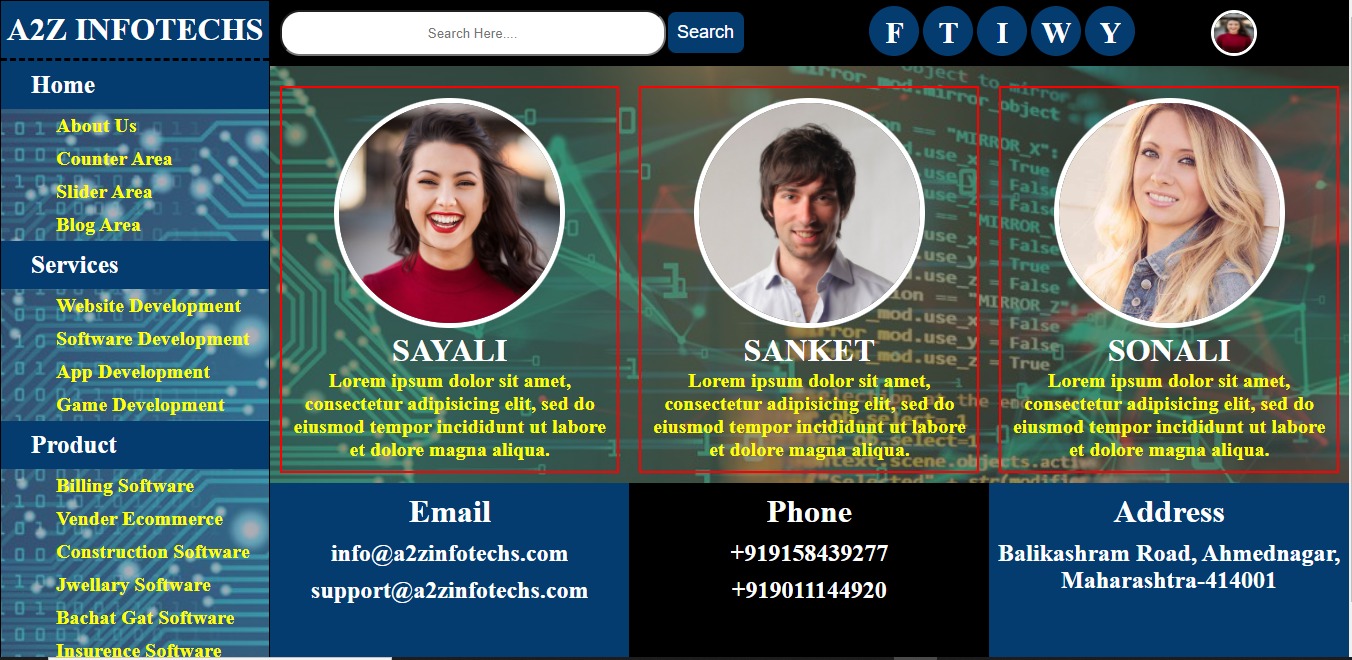 A2Z INFOTECHS
Search Here....
Search
F T I W Y
Home
About Us
Counter Area
Slider Area
Blog Area
Services
Website Development
Software Development
App Development
Game Development
Product
Billing Software
Vender Ecommerce
Construction Software
Jwellary Software
Bachat Gat Software
Insurence Software
SAYALI
Lorem ipsum dolor sit amet,
consectetur adipisicing elit, sed do
eiusmod tempor incididunt ut labore
et dolore magna aliqua.
SANKET
Lorem ipsum dolor sit amet,
consectetur adipisicing elit, sed do
eiusmod tempor incididunt ut labore
et dolore magna aliqua.
SONALI
Lorem ipsum dolor sit amet,
consectetur adipisicing elit, sed do
eiusmod tempor incididunt ut labore
et dolore magna aliqua.
Email
info@a2zinfotechs.com
support@a2zinfotechs.com
Phone
+919158439277
+919011144920
Address
Balikashram Road, Ahmednagar,
Maharashtra-414001